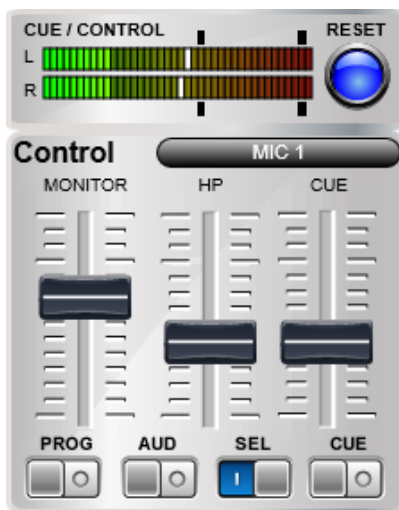 CUE / CONTROL RESET
L
R
Control MIC 1
MONITOR HP CUE
PROG AUD SEL CUE